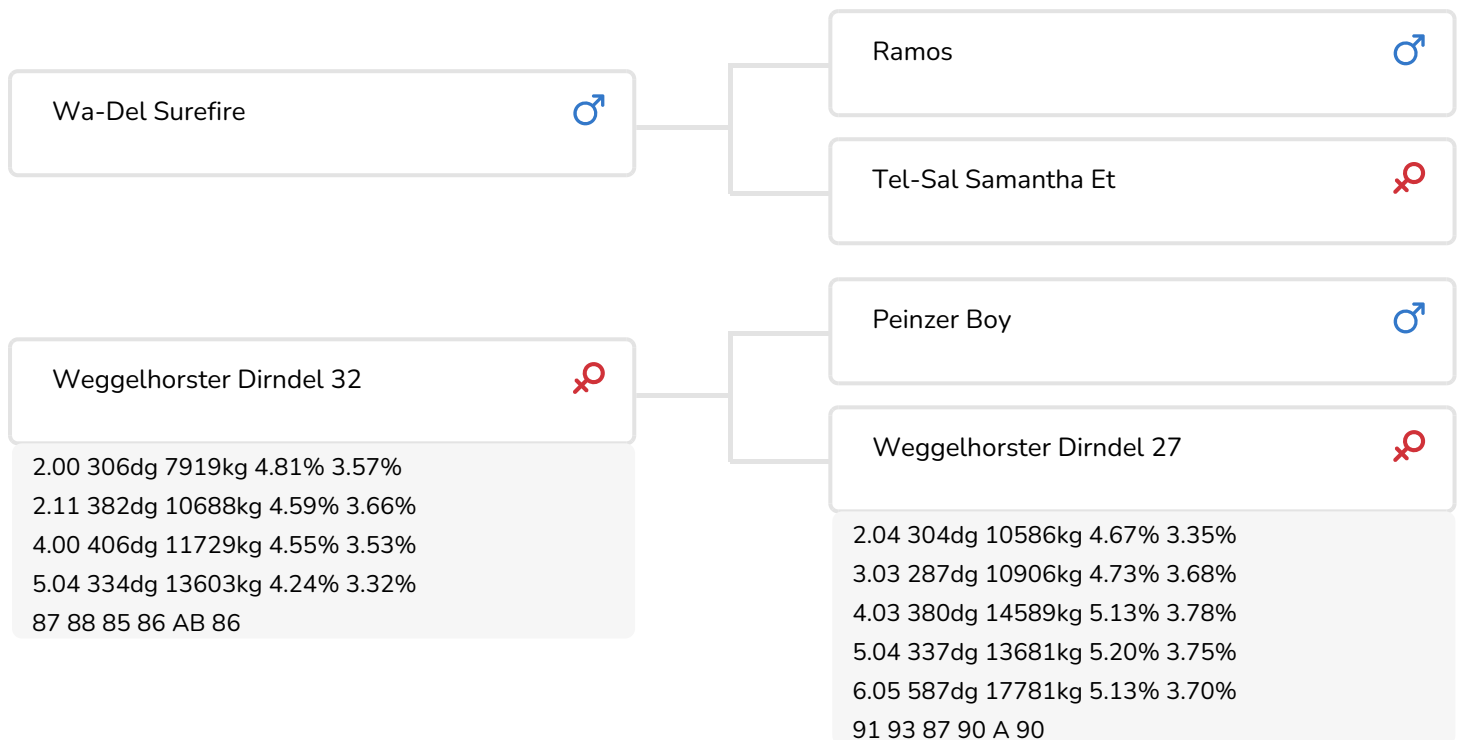 Wa-Del Surefire
Ramos
Tel-Sal Samantha Et
Weggelhorster Dirndel 32
2.00 306dg 7919kg 4.81% 3.57%
2.11 382dg 10688kg 4.59% 3.66%
4.00 406dg 11729kg 4.55% 3.53%
5.04 334dg 13603kg 4.24% 3.32%
87 88 85 86 AB 86
Peinzer Boy
Weggelhorster Dirndel 27
2.04 304dg 10586kg 4.67% 3.35%
3.03 287dg 10906kg 4.73% 3.68%
4.03 380dg 14589kg 5.13% 3.78%
5.04 337dg 13681kg 5.20% 3.75%
6.05 587dg 17781kg 5.13% 3.70%
91 93 87 90 A 90